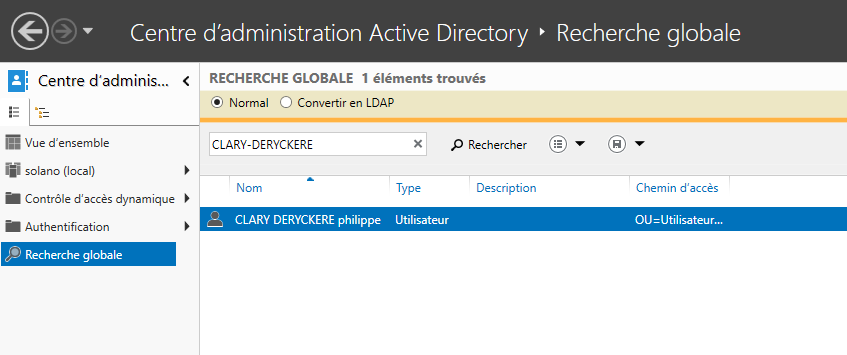 Centre d'administration Active Directory ‣ Recherche globale
Centre d'adminis...
RECHERCHE GLOBALE 1 éléments trouvés
Normal Convertir en LDAP
Vue d'ensemble
CLARY-DERYCKERE Rechercher
solano (local)
Contrôle d'accès dynamique
Nom Type Description Chemin d'accès
Authentification
CLARY DERYCKERE philippe Utilisateur OU=Utilisateur...
Recherche globale